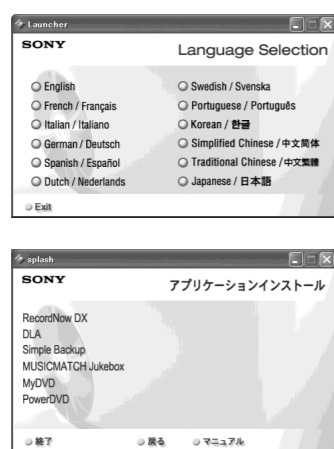 Launcher
SONY
Language Selection
English
French / Français
Italian / Italiano
German / Deutsch
Spanish / Español
Dutch / Nederlands
Swedish / Svenska
Portuguese / Português
Korean / 한글
Simplified Chinese / 中文简体
Traditional Chinese / 中文繁體
Japanese / 日本語
Exit
splash
SONY
アプリケーションインストール
RecordNow DX
DLA
Simple Backup
MUSICMATCH Jukebox
MyDVD
PowerDVD
終了
戻る
マニュアル